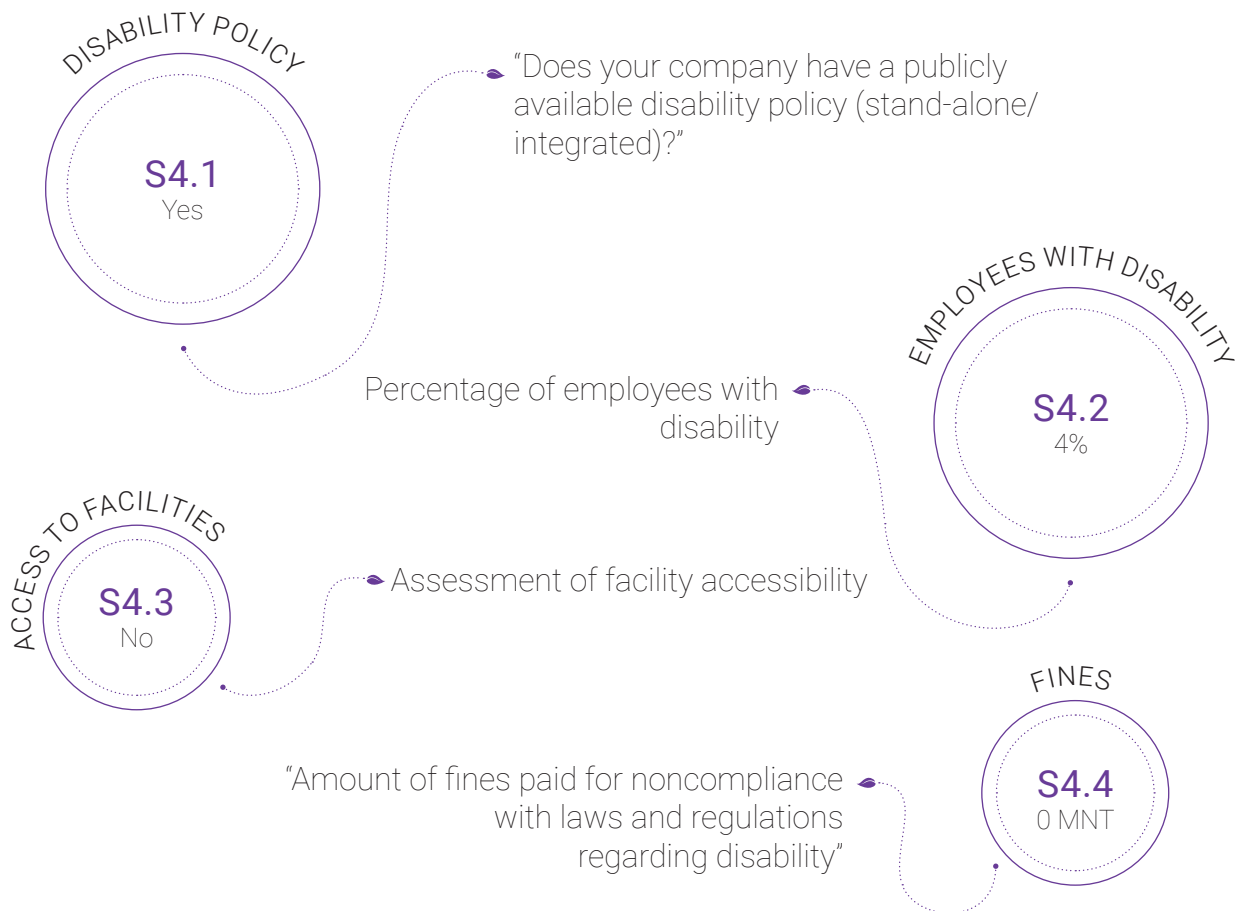 DISABILITY POLICY
S4.1
Yes
“Does your company have a publicly
available disability policy (stand-alone/
integrated)?”
EMPLOYEES WITH DISABILITY
S4.2
4%
Percentage of employees with
disability
ACCESS TO FACILITIES
S4.3
No
Assessment of facility accessibility
FINES
S4.4
0 MNT
“Amount of fines paid for noncompliance
with laws and regulations
regarding disability”